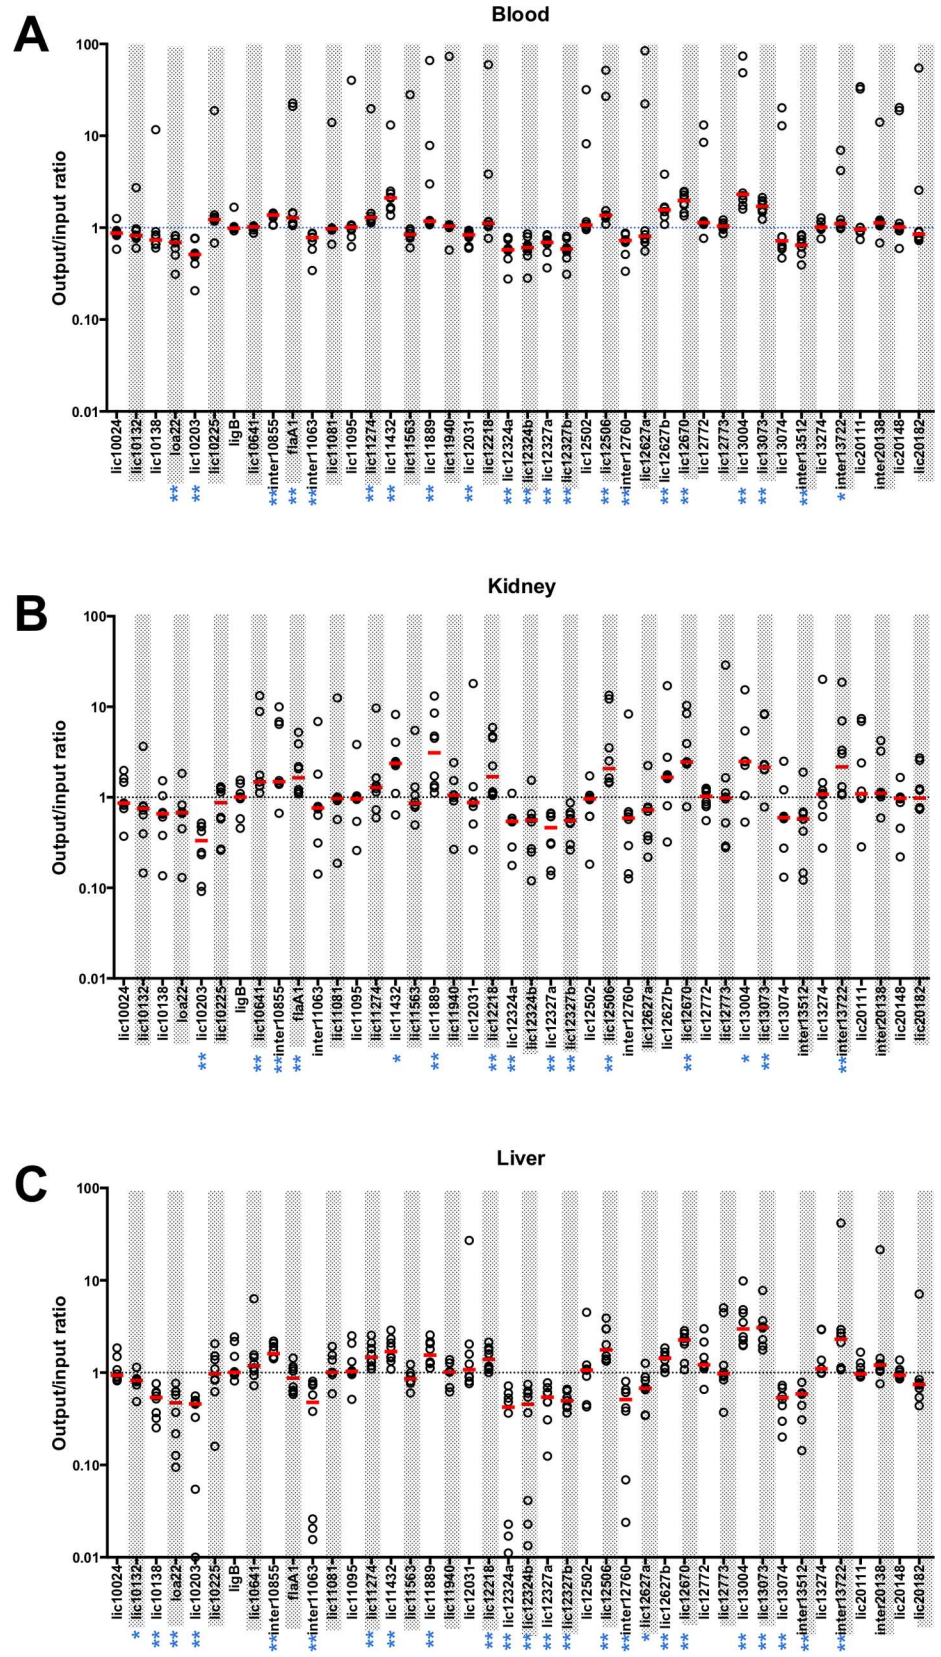 A
Blood
Output/input ratio
100
10
1
0.10
0.01
lic10024
lic10132
lic10138
loa22
lic10203
lic10225
ligB
lic10641
inter10855
flaA1
inter11063
lic11081
lic11095
lic11274
lic11432
lic11563
lic11889
lic11940
lic12031
lic12218
lic12324a
lic12324b
lic12327a
lic12327b
lic12502
lic12506
inter12760
lic12627a
lic12627b
lic12670
lic12772
lic12773
lic13004
lic13073
lic13074
inter13512
lic13274
inter13722
lic20111
inter20138
lic20148
lic20182
** ** ** ** ** ** ** ** ** ** ** ** ** ** ** ** ** ** ** ** *
B
Kidney
Output/input ratio
100
10
1
0.10
0.01
lic10024
lic10132
lic10138
loa22
lic10203
lic10225
ligB
lic10641
inter10855
flaA1
inter11063
lic11081
lic11095
lic11274
lic11432
lic11563
lic11889
lic11940
lic12031
lic12218
lic12324a
lic12324b
lic12327a
lic12327b
lic12502
lic12506
inter12760
lic12627a
lic12627b
lic12670
lic12772
lic12773
lic13004
lic13073
lic13074
inter13512
lic13274
inter13722
lic20111
inter20138
lic20148
lic20182
** ** ** ** * ** ** ** ** ** ** ** * ** **
C
Liver
Output/input ratio
100
10
1
0.10
0.01
lic10024
lic10132
lic10138
loa22
lic10203
lic10225
ligB
lic10641
inter10855
flaA1
inter11063
lic11081
lic11095
lic11274
lic11432
lic11563
lic11889
lic11940
lic12031
lic12218
lic12324a
lic12324b
lic12327a
lic12327b
lic12502
lic12506
inter12760
lic12627a
lic12627b
lic12670
lic12772
lic12773
lic13004
lic13073
lic13074
inter13512
lic13274
inter13722
lic20111
inter20138
lic20148
lic20182
* ** ** ** ** ** ** ** ** ** ** ** ** ** ** ** * ** ** ** ** ** ** **